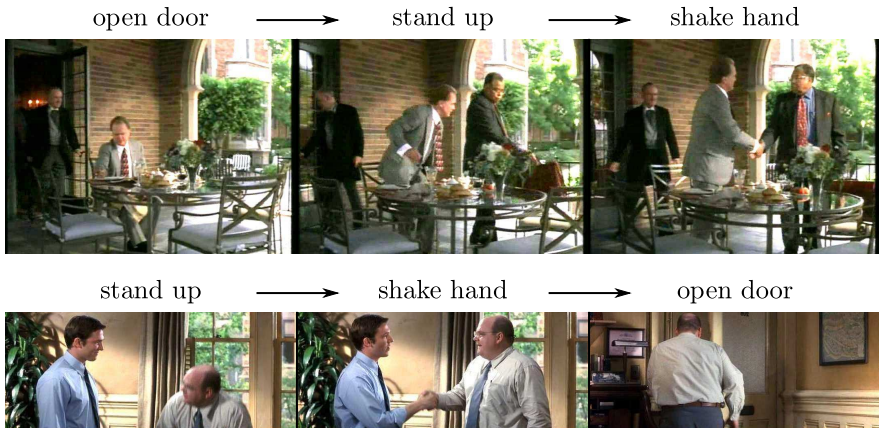 open door → stand up → shake hand
stand up → shake hand → open door